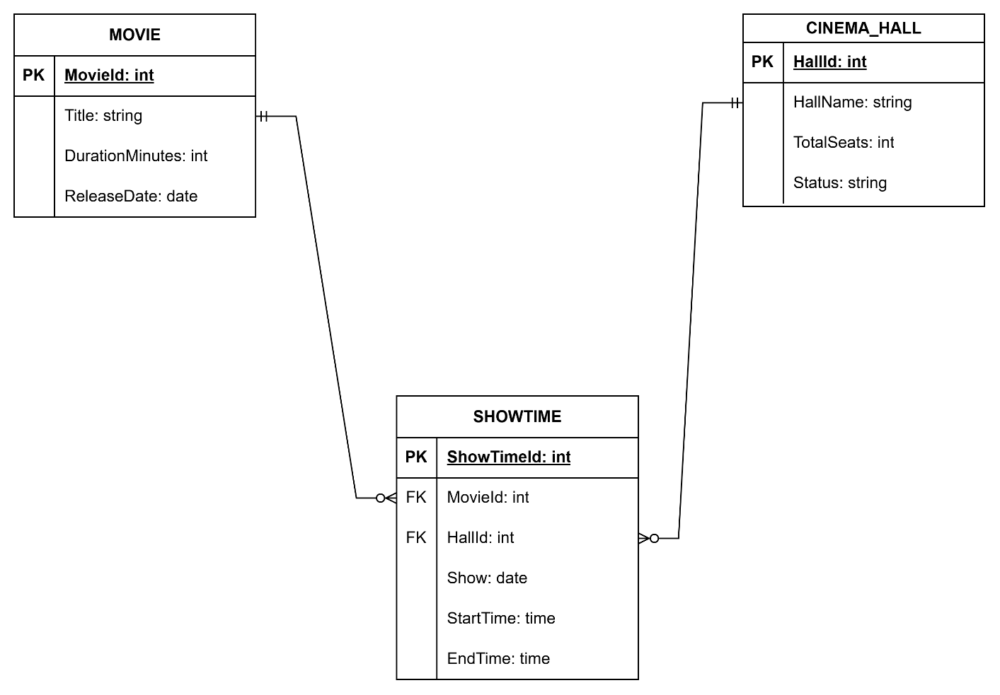 MOVIE
PK MovieId: int
Title: string
DurationMinutes: int
ReleaseDate: date
CINEMA_HALL
PK HallId: int
HallName: string
TotalSeats: int
Status: string
SHOWTIME
PK ShowTimeId: int
FK MovieId: int
FK HallId: int
Show: date
StartTime: time
EndTime: time